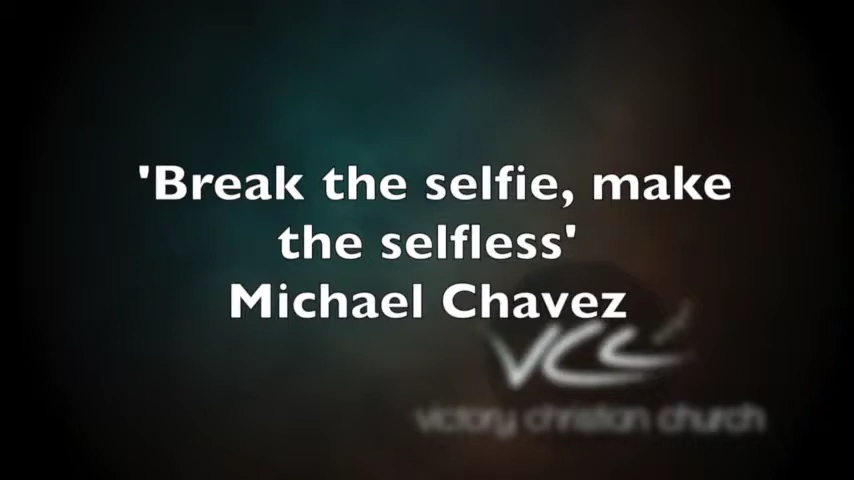 'Break the selfie, make
the selfless'
Michael Chavez
vcc
victory christian church